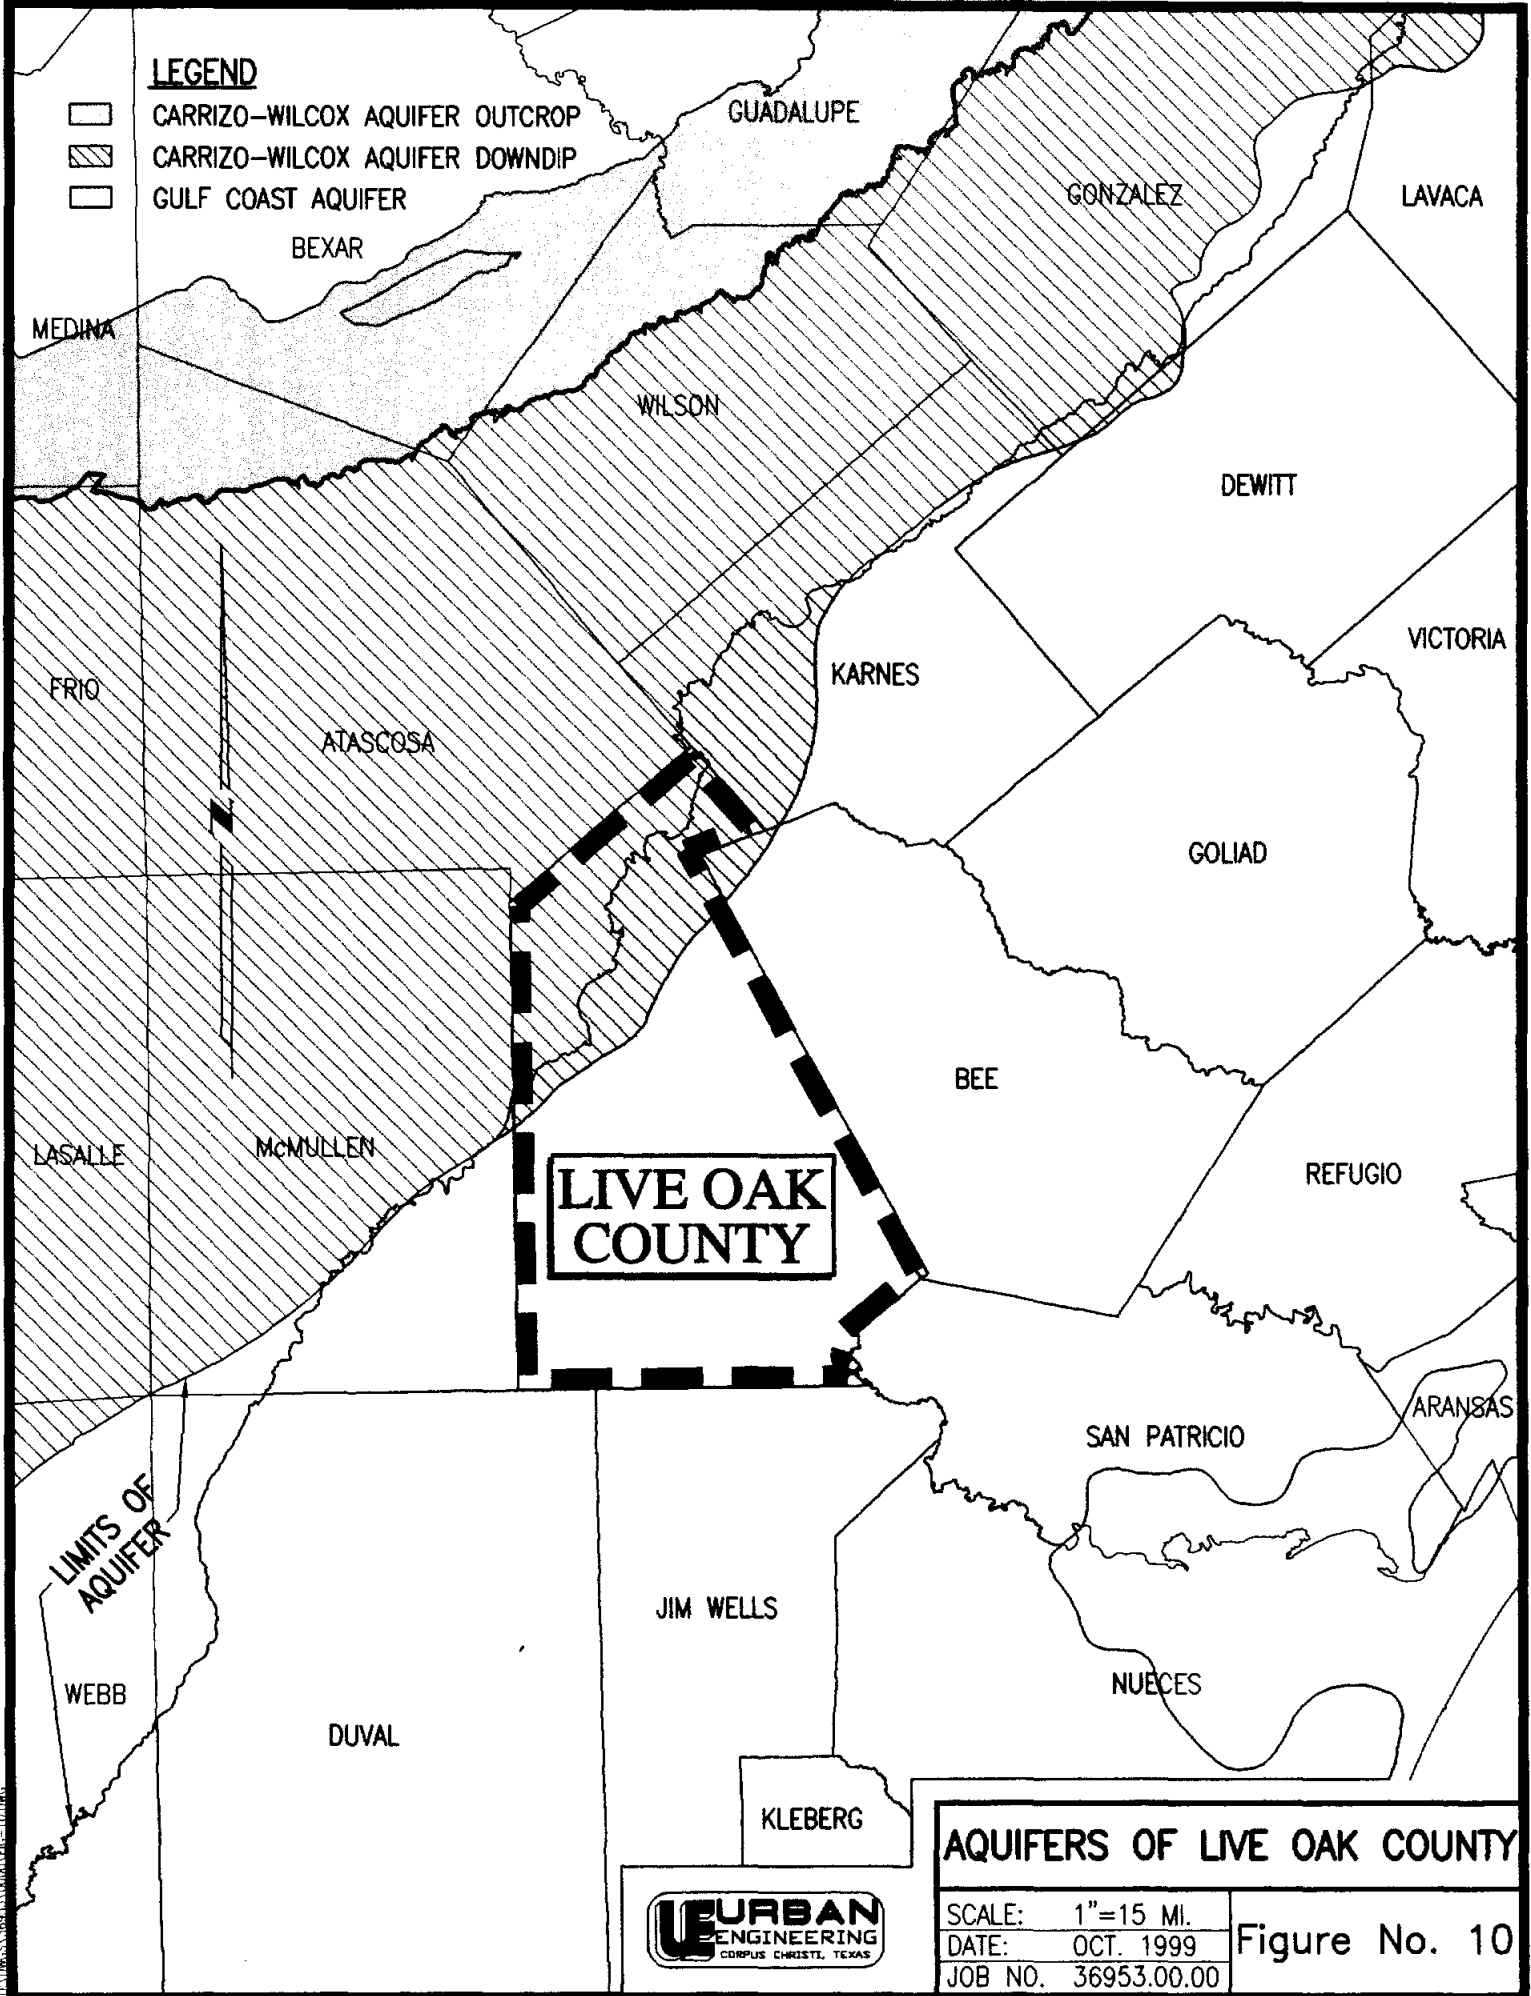 LEGEND
CARRIZO-WILCOX AQUIFER OUTCROP
CARRIZO-WILCOX AQUIFER DOWNDIP
GULF COAST AQUIFER
GUADALUPE
GONZALEZ
LAVACA
BEXAR
MEDINA
WILSON
DEWITT
VICTORIA
KARNES
FRIO
ATASCOSA
N
GOLIAD
BEE
LASALLE
McMULLEN
REFUGIO
LIVE OAK
COUNTY
ARANSAS
SAN PATRICIO
LIMITS OF
AQUIFER
JIM WELLS
NUECES
WEBB
DUVAL
KLEBERG
AQUIFERS OF LIVE OAK COUNTY
SCALE: 1"=15 MI.
DATE: OCT. 1999
JOB NO. 36953.00.00
Figure No. 10
UE URBAN
ENGINEERING
CORPUS CHRISTI, TEXAS